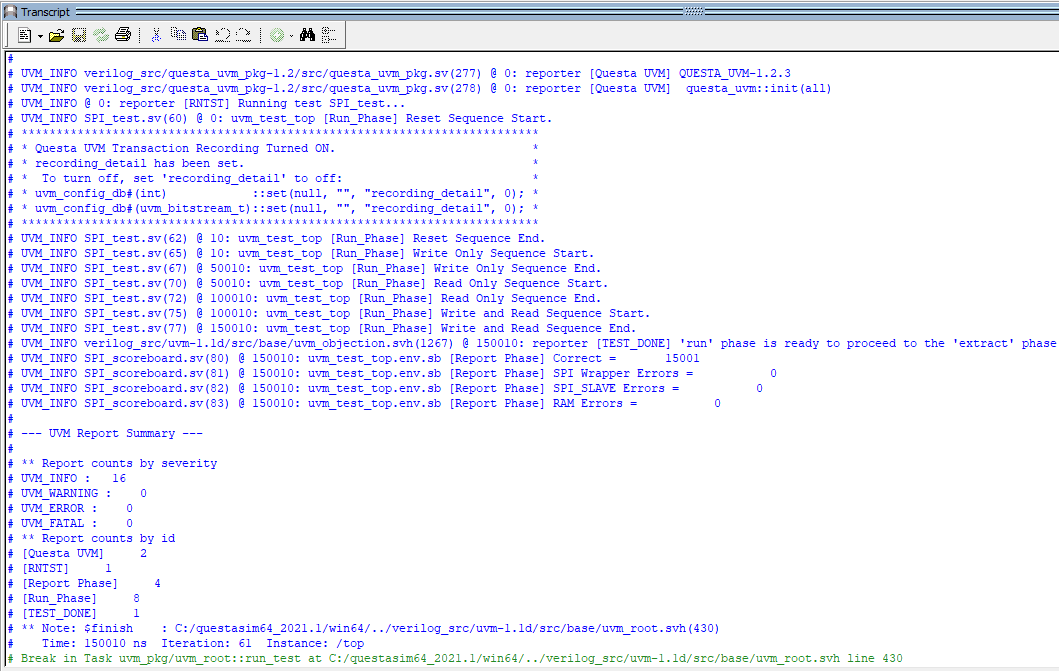 Transcript
#
# UVM_INFO verilog_src/questa_uvm_pkg-1.2/src/questa_uvm_pkg.sv(277) @ 0: reporter [Questa UVM] QUESTA_UVM-1.2.3
# UVM_INFO verilog_src/questa_uvm_pkg-1.2/src/questa_uvm_pkg.sv(278) @ 0: reporter [Questa UVM]  questa_uvm::init(all)
# UVM_INFO @ 0: reporter [RNTST] Running test SPI_test...
# UVM_INFO SPI_test.sv(60) @ 0: uvm_test_top [Run_Phase] Reset Sequence Start.
# **************************************************************************
# * Questa UVM Transaction Recording Turned ON.                            *
# * recording_detail has been set.                                         *
# *  To turn off, set 'recording_detail' to off:                           *
# * uvm_config_db#(int)            ::set(null, "", "recording_detail", 0); *
# * uvm_config_db#(uvm_bitstream_t)::set(null, "", "recording_detail", 0); *
# **************************************************************************
# UVM_INFO SPI_test.sv(62) @ 10: uvm_test_top [Run_Phase] Reset Sequence End.
# UVM_INFO SPI_test.sv(65) @ 10: uvm_test_top [Run_Phase] Write Only Sequence Start.
# UVM_INFO SPI_test.sv(67) @ 50010: uvm_test_top [Run_Phase] Write Only Sequence End.
# UVM_INFO SPI_test.sv(70) @ 50010: uvm_test_top [Run_Phase] Read Only Sequence Start.
# UVM_INFO SPI_test.sv(72) @ 100010: uvm_test_top [Run_Phase] Read Only Sequence End.
# UVM_INFO SPI_test.sv(75) @ 100010: uvm_test_top [Run_Phase] Write and Read Sequence Start.
# UVM_INFO SPI_test.sv(77) @ 150010: uvm_test_top [Run_Phase] Write and Read Sequence End.
# UVM_INFO verilog_src/uvm-1.1d/src/base/uvm_objection.svh(1267) @ 150010: reporter [TEST_DONE] 'run' phase is ready to proceed to the 'extract' phase
# UVM_INFO SPI_scoreboard.sv(80) @ 150010: uvm_test_top.env.sb [Report Phase] Correct =       15001
# UVM_INFO SPI_scoreboard.sv(81) @ 150010: uvm_test_top.env.sb [Report Phase] SPI Wrapper Errors =           0
# UVM_INFO SPI_scoreboard.sv(82) @ 150010: uvm_test_top.env.sb [Report Phase] SPI_SLAVE Errors =           0
# UVM_INFO SPI_scoreboard.sv(83) @ 150010: uvm_test_top.env.sb [Report Phase] RAM Errors =           0
#
# --- UVM Report Summary ---
#
# ** Report counts by severity
# UVM_INFO :   16
# UVM_WARNING :    0
# UVM_ERROR :    0
# UVM_FATAL :    0
# ** Report counts by id
# [Questa UVM]     2
# [RNTST]     1
# [Report Phase]     4
# [Run_Phase]     8
# [TEST_DONE]     1
# ** Note: $finish    : C:/questasim64_2021.1/win64/../verilog_src/uvm-1.1d/src/base/uvm_root.svh(430)
#    Time: 150010 ns  Iteration: 61  Instance: /top
# Break in Task uvm_pkg/uvm_root::run_test at C:/questasim64_2021.1/win64/../verilog_src/uvm-1.1d/src/base/uvm_root.svh line 430